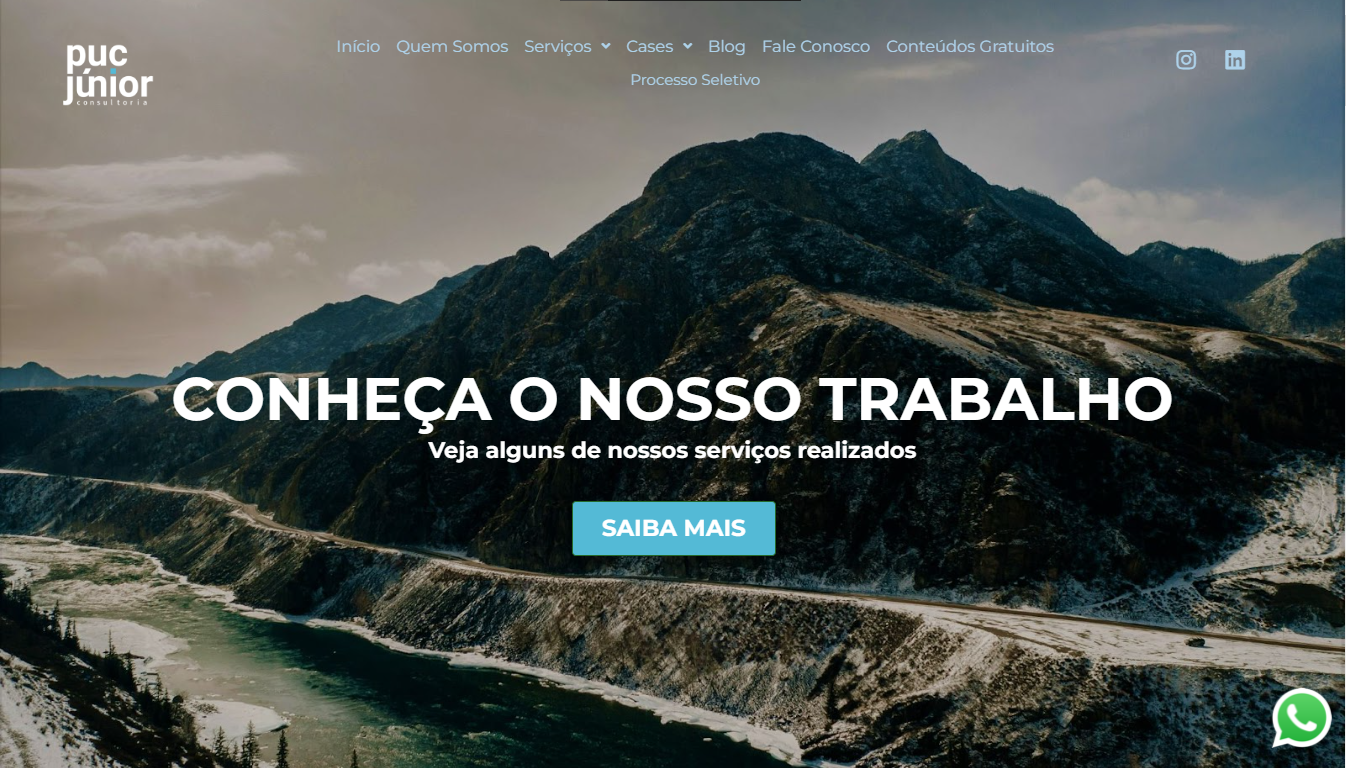 puc
júnior
consultoria
Início Quem Somos Serviços Cases Blog Fale Conosco Conteúdos Gratuitos
Processo Seletivo
CONHEÇA O NOSSO TRABALHO
Veja alguns de nossos serviços realizados
SAIBA MAIS